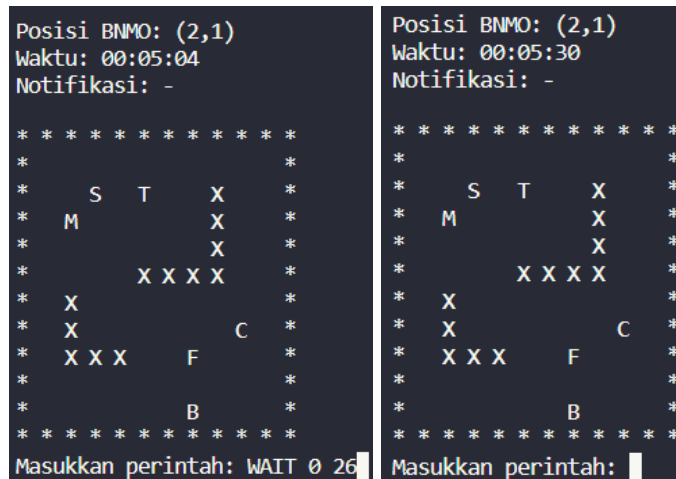 Posisi BNMO: (2,1)
Waktu: 00:05:04
Notifikasi: -
* * * * * * * * * * * *
*                     *
*     S   T     X     *
*   M           X     *
*               X     *
*         X X X X     *
*   X                 *
*   X             C   *
*   X X X     F       *
*                     *
*             B       *
* * * * * * * * * * * *
Masukkan perintah: WAIT 0 26
Posisi BNMO: (2,1)
Waktu: 00:05:30
Notifikasi: -
* * * * * * * * * * * *
*                     *
*     S   T     X     *
*   M           X     *
*               X     *
*         X X X X     *
*   X                 *
*   X             C   *
*   X X X     F       *
*                     *
*             B       *
* * * * * * * * * * * *
Masukkan perintah: